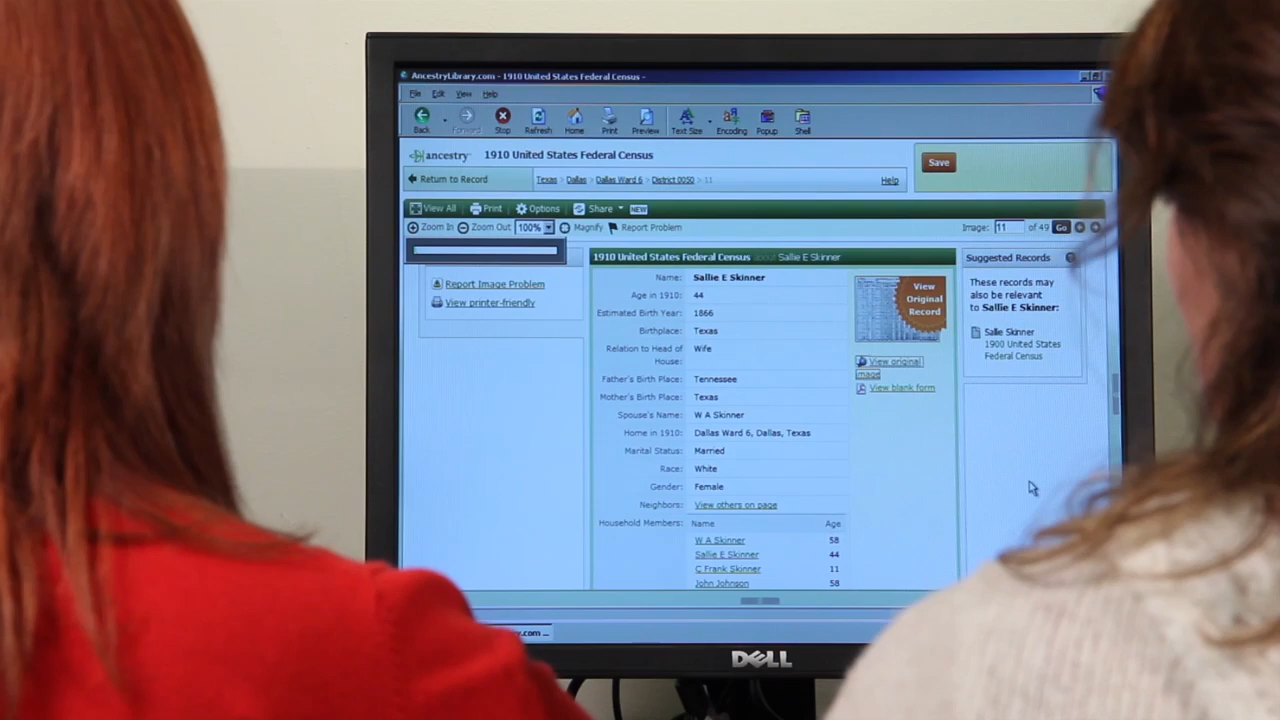 AncestryLibrary.com - 1910 United States Federal Census -
File Edit View Help
Back Forward Stop Refresh Home Print Preview Text Size Encoding Popup Shell
ancestry 1910 United States Federal Census
Save
Return to Record Texas > Dallas > Dallas Ward 6 > District 0050 > 11 Help
View All Print Options Share NEW
Zoom In Zoom Out 100% Magnify Report Problem Image: 11 of 49 Go
1910 United States Federal Census about Sallie E Skinner
Report Image Problem
View printer-friendly
Name: Sallie E Skinner
Age in 1910: 44
Estimated Birth Year: 1866
Birthplace: Texas
Relation to Head of House: Wife
Father's Birth Place: Tennessee
Mother's Birth Place: Texas
Spouse's Name: W A Skinner
Home in 1910: Dallas Ward 6, Dallas, Texas
Marital Status: Married
Race: White
Gender: Female
Neighbors: View others on page
Household Members: Name Age
W A Skinner 58
Sallie E Skinner 44
C Frank Skinner 11
John Johnson 58
View
Original
Record
View original
image
View blank form
Suggested Records
These records may
also be relevant
to Sallie E Skinner:
Sallie Skinner
1900 United States
Federal Census
.com ...
DELL